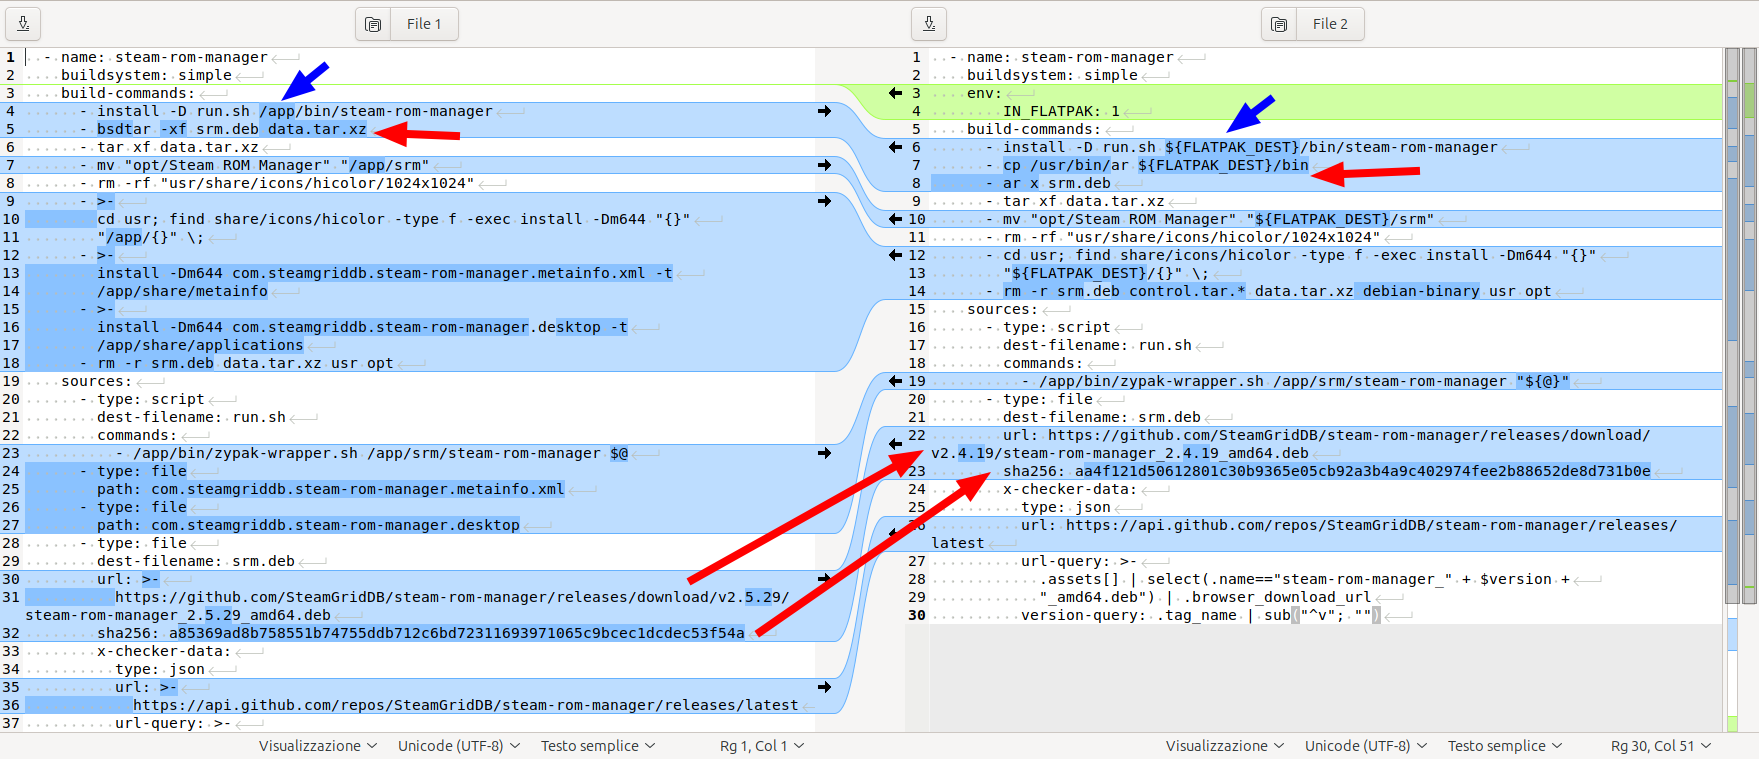 File 1
1 - name: steam-rom-manager
2 buildsystem: simple
3 build-commands:
4 - install -D run.sh /app/bin/steam-rom-manager
5 - bsdtar -xf srm.deb data.tar.xz
6 - tar xf data.tar.xz
7 - mv "opt/Steam ROM Manager" "/app/srm"
8 - rm -rf "usr/share/icons/hicolor/1024x1024"
9 - >-
10 cd usr; find share/icons/hicolor -type f -exec install -Dm644 "{}"
11 "/app/{}" \;
12 - >-
13 install -Dm644 com.steamgriddb.steam-rom-manager.metainfo.xml -t
14 /app/share/metainfo
15 - >-
16 install -Dm644 com.steamgriddb.steam-rom-manager.desktop -t
17 /app/share/applications
18 - rm -r srm.deb data.tar.xz usr opt
19 sources:
20 - type: script
21 dest-filename: run.sh
22 commands:
23 - /app/bin/zypak-wrapper.sh /app/srm/steam-rom-manager $@
24 - type: file
25 path: com.steamgriddb.steam-rom-manager.metainfo.xml
26 - type: file
27 path: com.steamgriddb.steam-rom-manager.desktop
28 - type: file
29 dest-filename: srm.deb
30 url: >-
31 https://github.com/SteamGridDB/steam-rom-manager/releases/download/v2.5.29/
steam-rom-manager_2.5.29_amd64.deb
32 sha256: a85369ad8b758551b74755ddb712c6bd72311693971065c9bcec1dcdec53f54a
33 x-checker-data:
34 type: json
35 url: >-
36 https://api.github.com/repos/SteamGridDB/steam-rom-manager/releases/latest
37 url-query: >-
Visualizzazione Unicode (UTF-8) Testo semplice Rg 1, Col 1
File 2
1 - name: steam-rom-manager
2 buildsystem: simple
3 env:
4 IN_FLATPAK: 1
5 build-commands:
6 - install -D run.sh ${FLATPAK_DEST}/bin/steam-rom-manager
7 - cp /usr/bin/ar ${FLATPAK_DEST}/bin
8 - ar x srm.deb
9 - tar xf data.tar.xz
10 - mv "opt/Steam ROM Manager" "${FLATPAK_DEST}/srm"
11 - rm -rf "usr/share/icons/hicolor/1024x1024"
12 - cd usr; find share/icons/hicolor -type f -exec install -Dm644 "{}"
13 "${FLATPAK_DEST}/{}" \;
14 - rm -r srm.deb control.tar.* data.tar.xz debian-binary usr opt
15 sources:
16 - type: script
17 dest-filename: run.sh
18 commands:
19 - /app/bin/zypak-wrapper.sh /app/srm/steam-rom-manager "${@}"
20 - type: file
21 dest-filename: srm.deb
22 url: https://github.com/SteamGridDB/steam-rom-manager/releases/download/
v2.4.19/steam-rom-manager_2.4.19_amd64.deb
23 sha256: aa4f121d50612801c30b9365e05cb92a3b4a9c402974fee2b88652de8d731b0e
24 x-checker-data:
25 type: json
26 url: https://api.github.com/repos/SteamGridDB/steam-rom-manager/releases/
latest
27 url-query: >-
28 .assets[] | select(.name=="steam-rom-manager_" + $version +
29 "_amd64.deb") | .browser_download_url
30 version-query: .tag_name | sub("^v"; "")
Visualizzazione Unicode (UTF-8) Testo semplice Rg 30, Col 51